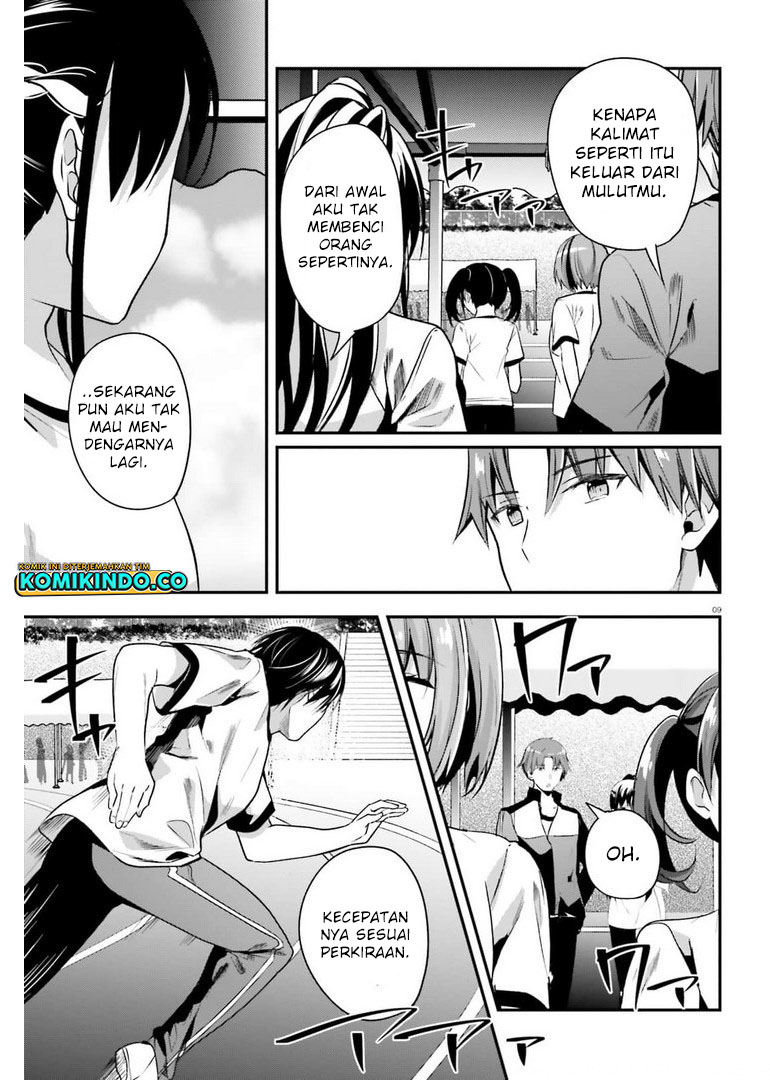 KENAPA
KALIMAT
SEPERTI ITU
KELUAR DARI
MULUTMU.
DARI AWAL
AKU TAK
MEMBENCI
ORANG
SEPERTINYA.
..SEKARANG
PUN AKU TAK
MAU MEN-
DENGARNYA
LAGI.
KOMIK INI DITERJEMAHKAN TIM
KOMIKINDO.CO
09
OH.
KECEPATAN
NYA SESUAI
PERKIRAAN.